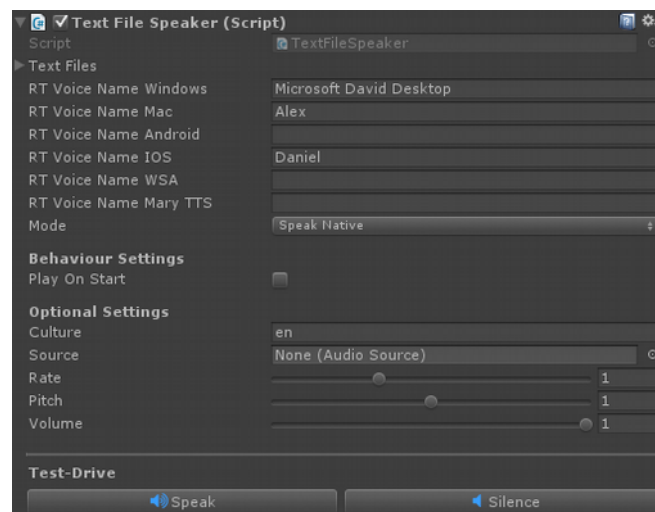 Text File Speaker (Script)
Script TextFileSpeaker
Text Files
RT Voice Name Windows Microsoft David Desktop
RT Voice Name Mac Alex
RT Voice Name Android
RT Voice Name IOS Daniel
RT Voice Name WSA
RT Voice Name Mary TTS
Mode Speak Native
Behaviour Settings
Play On Start
Optional Settings
Culture en
Source None (Audio Source)
Rate 1
Pitch 1
Volume 1
Test-Drive
Speak Silence